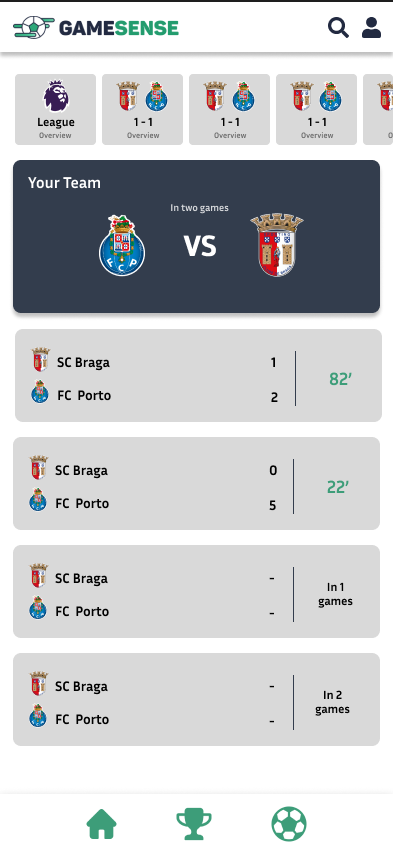 GAMESENSE
League
Overview
1 - 1
Overview
1 - 1
Overview
1 - 1
Overview
Your Team
In two games
VS
FCP
SC Braga
1
FC Porto
2
82’
SC Braga
0
FC Porto
5
22’
SC Braga
-
FC Porto
-
In 1
games
SC Braga
-
FC Porto
-
In 2
games